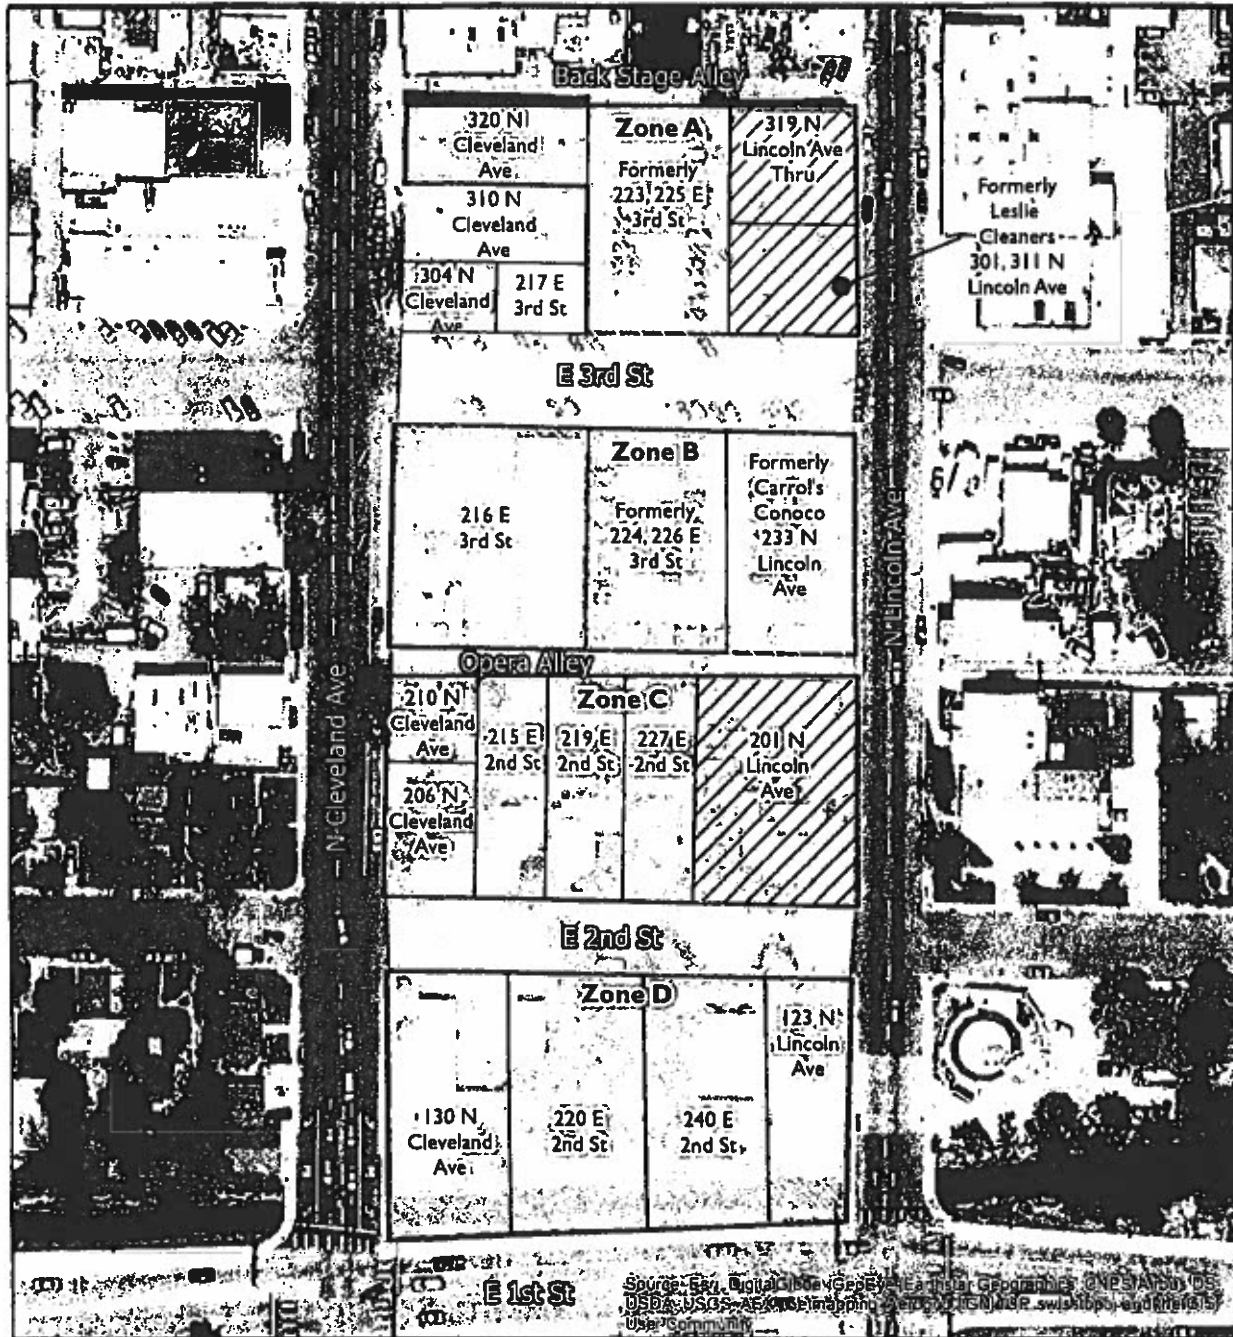 Back Stage Alley
320 N
Cleveland
Ave
310 N
Cleveland
Ave
304 N
Cleveland
Ave
217 E
3rd St
Zone A
Formerly
223, 225 E
3rd St
319 N
Lincoln Ave
Thru
Formerly
Leslie
Cleaners
301, 311 N
Lincoln Ave
E 3rd St
216 E
3rd St
Zone B
Formerly
224, 226 E
3rd St
Formerly
Carrol's
Conoco
233 N
Lincoln
Ave
N Cleveland Ave
N Lincoln Ave
Opera Alley
210 N
Cleveland
Ave
206 N
Cleveland
Ave
Zone C
215 E
2nd St
219 E
2nd St
227 E
2nd St
201 N
Lincoln
Ave
E 2nd St
Zone D
130 N
Cleveland
Ave
220 E
2nd St
240 E
2nd St
123 N
Lincoln
Ave
E 1st St
Source: Esri, DigitalGlobe, GeoEye, Earthstar Geographics, CNES/Airbus DS,
USDA, USGS, AEX, Getmapping, Aerogrid, IGN, IGP, swisstopo, and the GIS
User Community